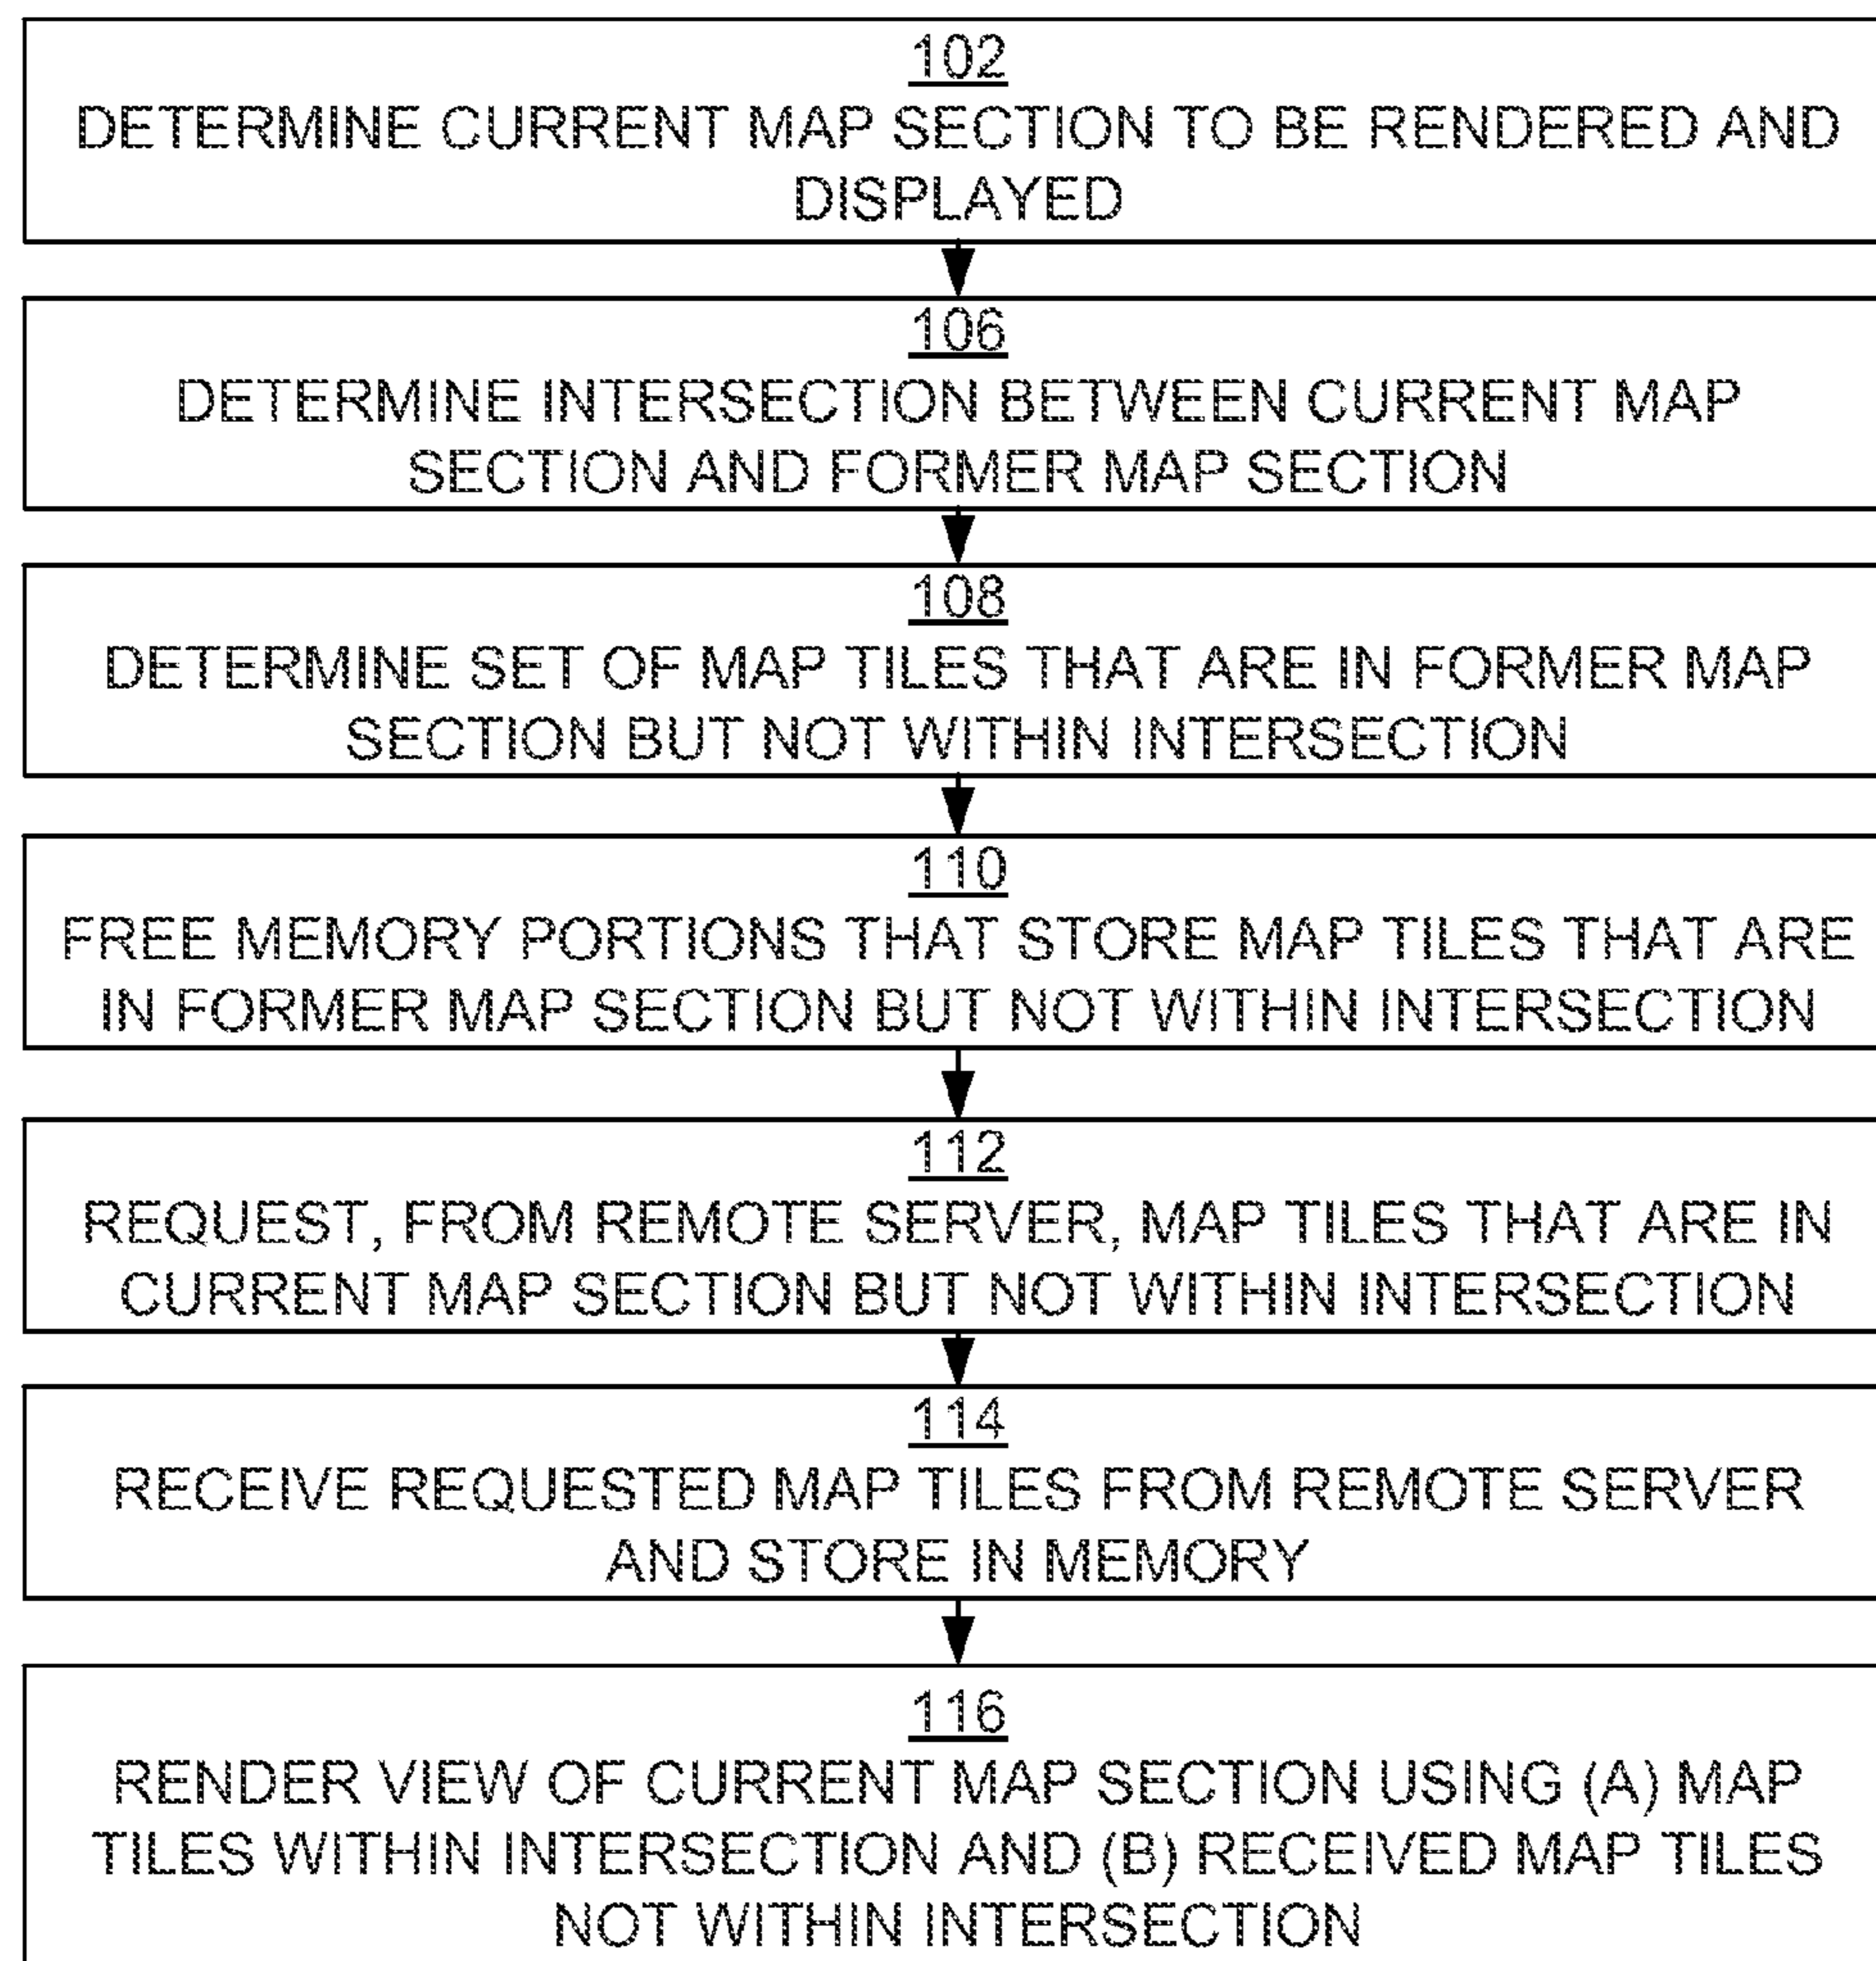 102
DETERMINE CURRENT MAP SECTION TO BE RENDERED AND
DISPLAYED
106
DETERMINE INTERSECTION BETWEEN CURRENT MAP
SECTION AND FORMER MAP SECTION
108
DETERMINE SET OF MAP TILES THAT ARE IN FORMER MAP
SECTION BUT NOT WITHIN INTERSECTION
110
FREE MEMORY PORTIONS THAT STORE MAP TILES THAT ARE
IN FORMER MAP SECTION BUT NOT WITHIN INTERSECTION
112
REQUEST, FROM REMOTE SERVER, MAP TILES THAT ARE IN
CURRENT MAP SECTION BUT NOT WITHIN INTERSECTION
114
RECEIVE REQUESTED MAP TILES FROM REMOTE SERVER
AND STORE IN MEMORY
116
RENDER VIEW OF CURRENT MAP SECTION USING (A) MAP
TILES WITHIN INTERSECTION AND (B) RECEIVED MAP TILES
NOT WITHIN INTERSECTION